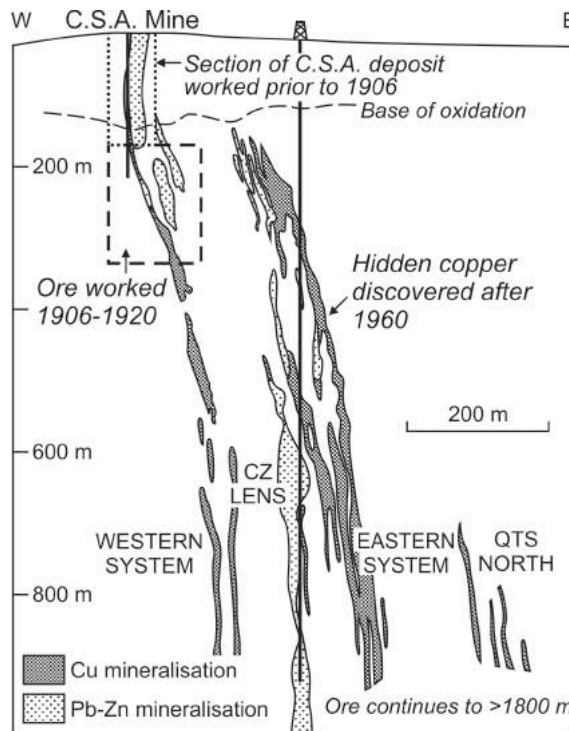 W
C.S.A. Mine
E
Section of C.S.A. deposit
worked prior to 1906
Base of oxidation
200 m
Ore worked
1906-1920
Hidden copper
discovered after
1960
200 m
600 m
CZ
LENS
WESTERN
SYSTEM
EASTERN
SYSTEM
QTS
NORTH
800 m
Cu mineralisation
Pb-Zn mineralisation
Ore continues to >1800 m